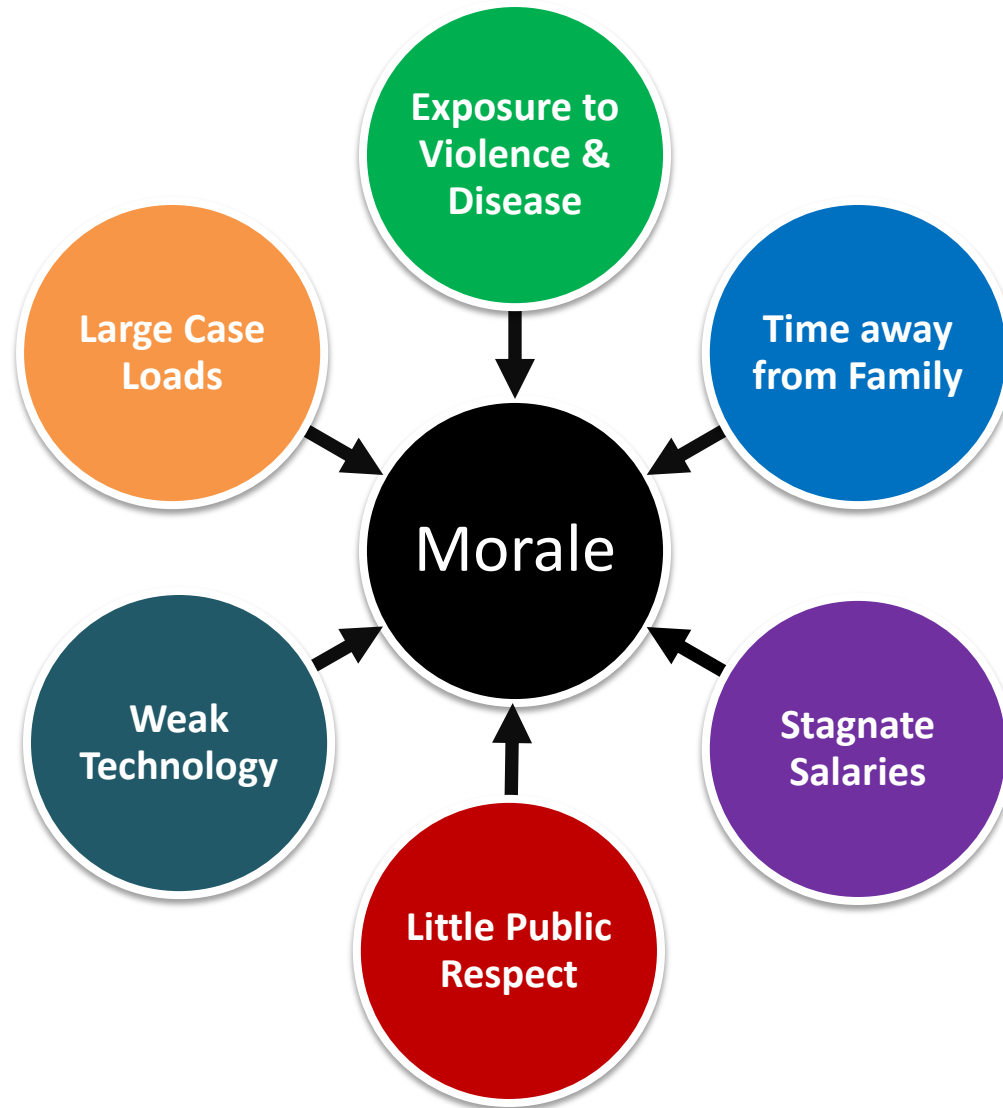 Exposure to
Violence &
Disease
Large Case
Loads
Time away
from Family
Morale
Weak
Technology
Stagnate
Salaries
Little Public
Respect